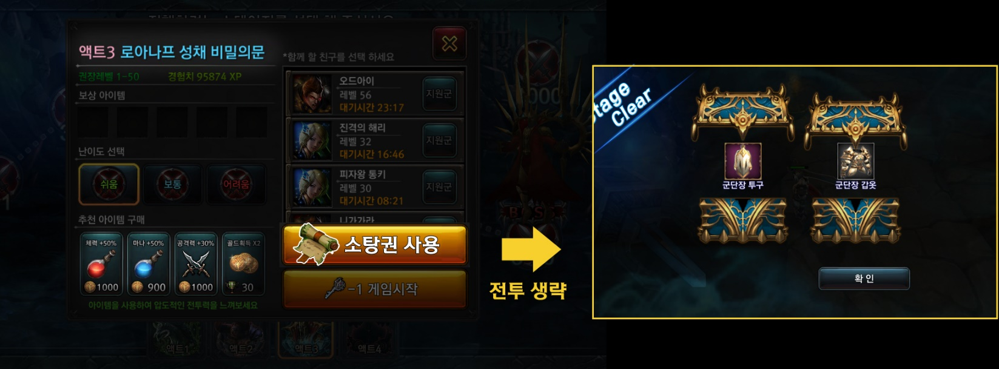 액트3 로아나프 성채 비밀의문
권장레벨 1-50 경험치 95874 XP
보상 아이템
난이도 선택
쉬움 보통 어려움
추천 아이템 구매
체력 +50% 마나 +50% 공격력 +30% 골드획득 X2
1000 900 1000 30
아이템을 사용하여 압도적인 전투력을 느껴보세요
*함께 할 친구를 선택 하세요
오드아이
레벨 56
대기시간 23:17
지원군
진격의 해리
레벨 32
대기시간 16:46
지원군
피자왕 통키
레벨 30
대기시간 08:21
지원군
니가가라
소탕권 사용
-1 게임시작
액트1 액트2 액트3 액트4
전투 생략
tage
Clear
군단장 투구 군단장 갑옷
확 인